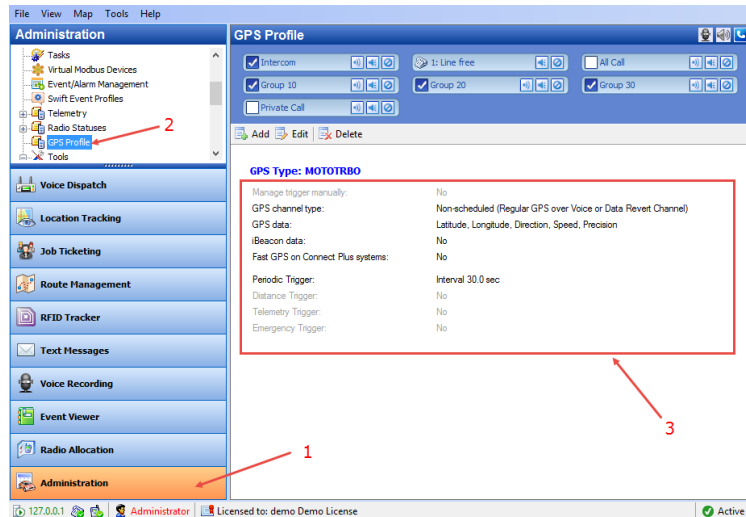 File View Map Tools Help
Administration
Tasks
Virtual Modbus Devices
Event/Alarm Management
Swift Event Profiles
Telemetry
Radio Statuses
GPS Profile
Tools
2
Voice Dispatch
Location Tracking
Job Ticketing
Route Management
RFID Tracker
Text Messages
Voice Recording
Event Viewer
Radio Allocation
Administration
1
GPS Profile
Intercom 1: Line free All Call
Group 10 Group 20 Group 30
Private Call
Add Edit Delete
GPS Type: MOTOTRBO
Manage trigger manually: No
GPS channel type: Non-scheduled (Regular GPS over Voice or Data Revert Channel)
GPS data: Latitude, Longitude, Direction, Speed, Precision
iBeacon data: No
Fast GPS on Connect Plus systems: No
Periodic Trigger: Interval 30.0 sec
Distance Trigger: No
Telemetry Trigger: No
Emergency Trigger: No
3
127.0.0.1 Administrator Licensed to: demo Demo License Active